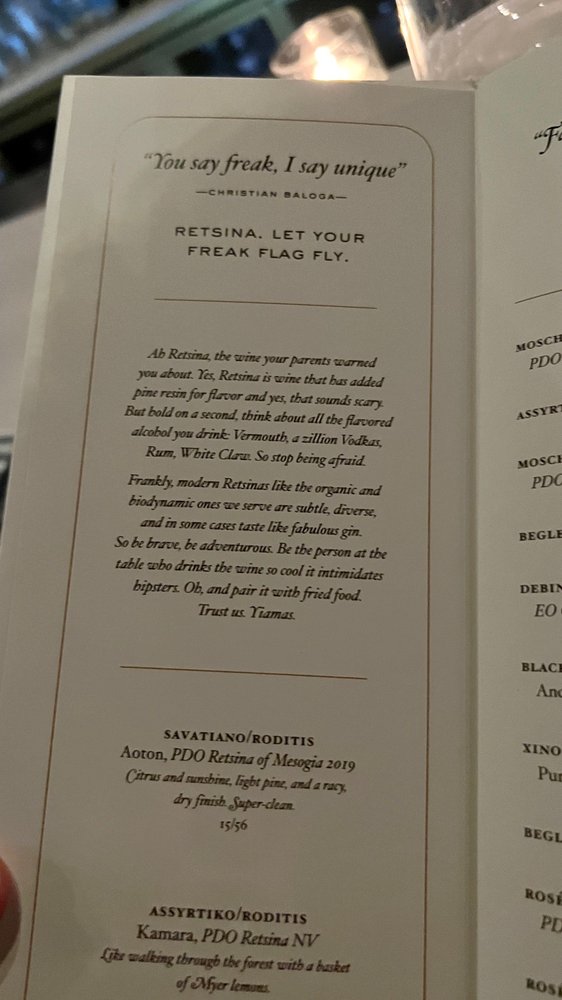 “You say freak, I say unique”
—CHRISTIAN BALOGA—
RETSINA. LET YOUR
FREAK FLAG FLY.
Ah Retsina, the wine your parents warned
you about. Yes, Retsina is wine that has added
pine resin for flavor and yes, that sounds scary.
But hold on a second, think about all the flavored
alcohol you drink: Vermouth, a zillion Vodkas,
Rum, White Claw. So stop being afraid.
Frankly, modern Retsinas like the organic and
biodynamic ones we serve are subtle, diverse,
and in some cases taste like fabulous gin.
So be brave, be adventurous. Be the person at the
table who drinks the wine so cool it intimidates
hipsters. Oh, and pair it with fried food.
Trust us. Yiamas.
SAVATIANO/RODITIS
Aoton, PDO Retsina of Mesogia 2019
Citrus and sunshine, light pine, and a racy,
dry finish. Super-clean.
15/56
ASSYRTIKO/RODITIS
Kamara, PDO Retsina NV
Like walking through the forest with a basket
of Myer lemons.
“F
MOSCH
PDO
ASSYRT
MOSCH
PDO
BEGLE
DEBIN
EO
BLACK
And
XINO
Pur
BEGL
ROSÉ
PD
ROSÉ